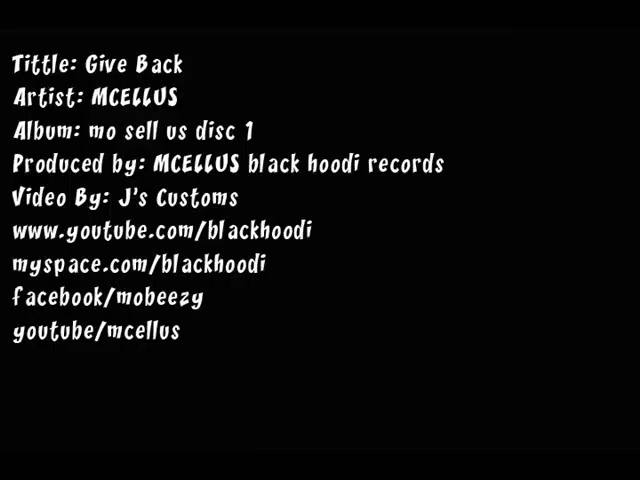 Tittle: Give Back
Artist: MCELLUS
Album: mo sell us disc 1
Produced by: MCELLUS black hoodi records
Video By: J's Customs
www.youtube.com/blackhoodi
myspace.com/blackhoodi
facebook/mobeezy
youtube/mcellus